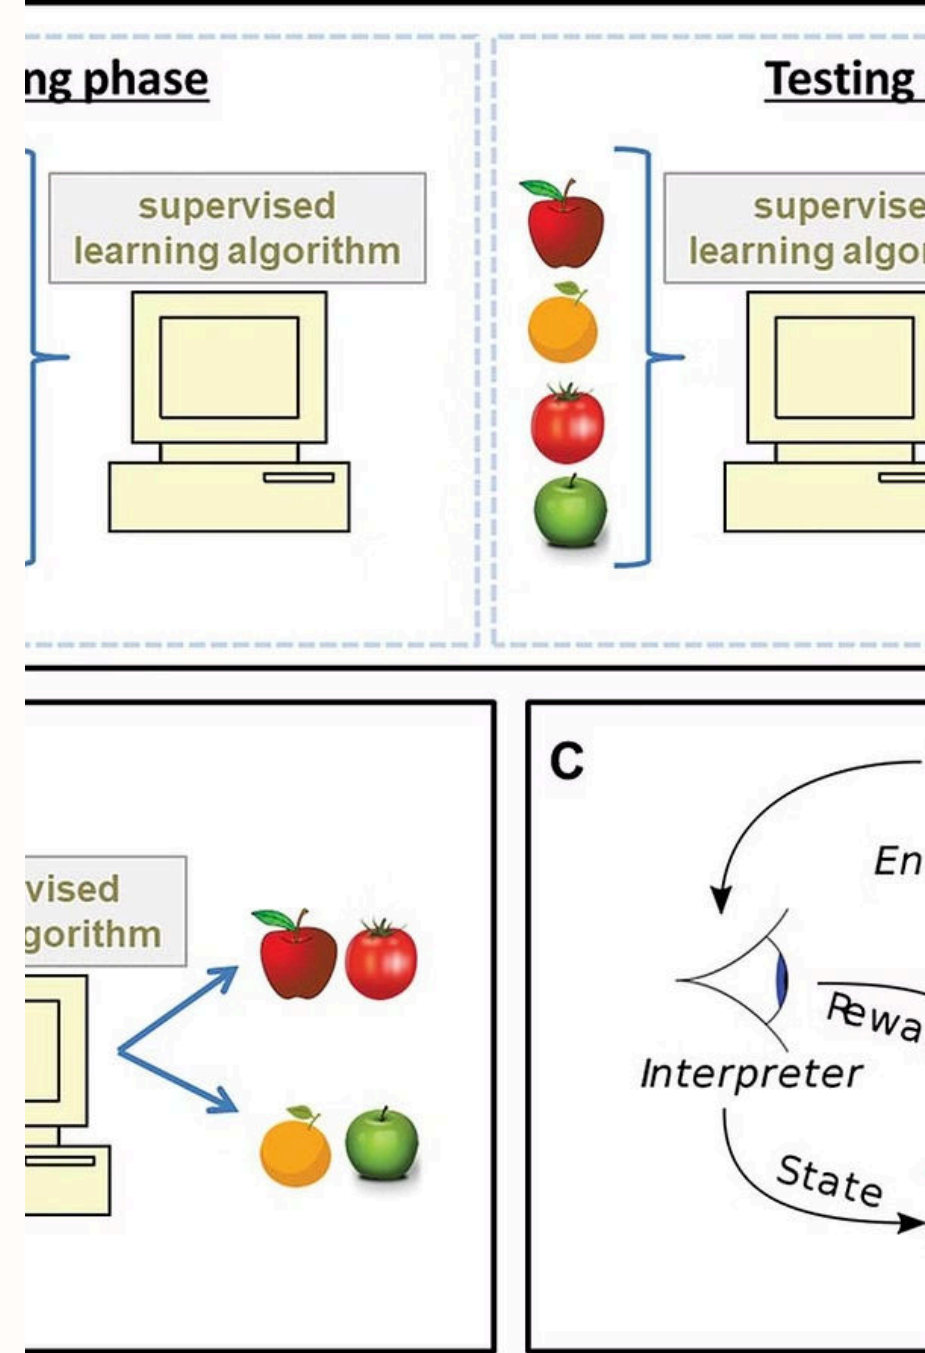 ng phase
supervised
learning algorithm
Testing
supervise
learning algor
vised
gorithm
C
En
Rewa
Interpreter
State